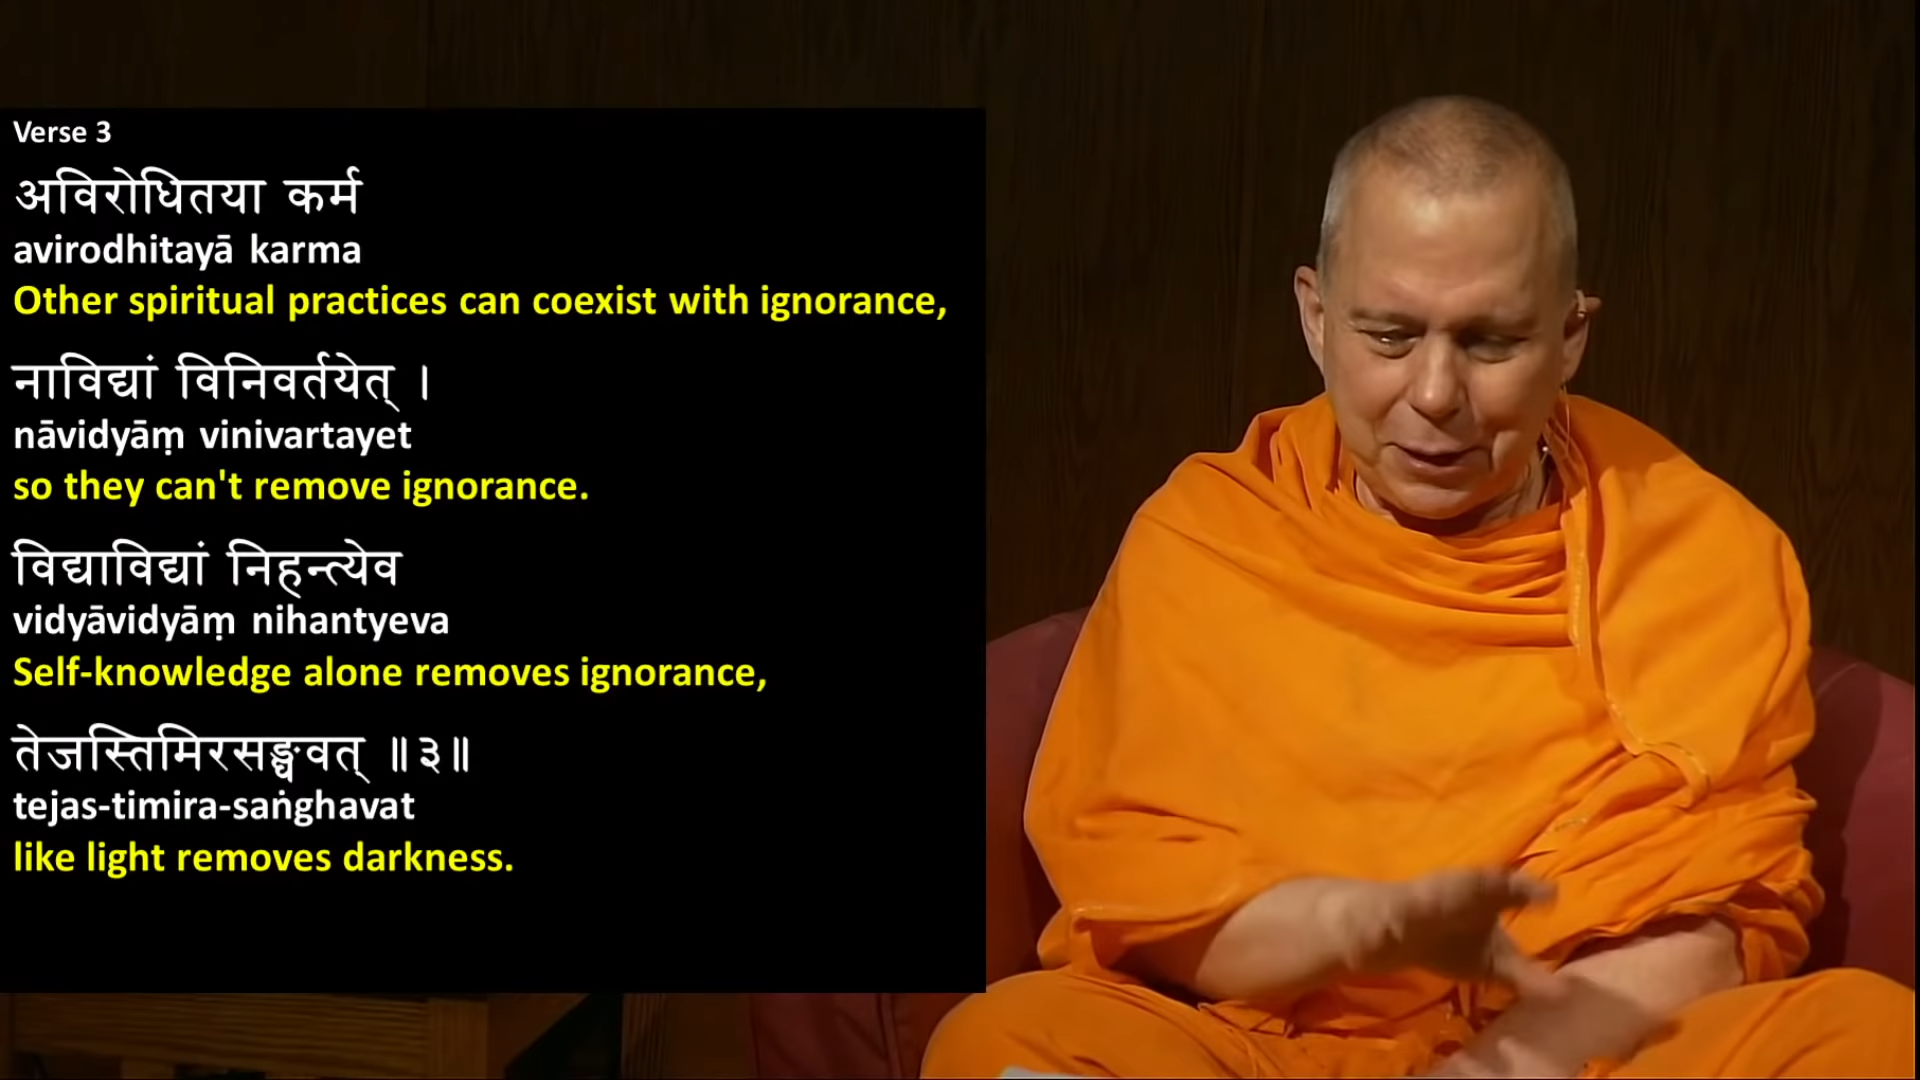 Verse 3
अविरोधितया कर्म
avirodhitayā karma
Other spiritual practices can coexist with ignorance,
नाविद्यां विनिवर्तयेत् ।
nāvidyāṃ vinivartayet
so they can't remove ignorance.
विद्याविद्यां निहन्त्येव
vidyāvidyāṃ nihantyeva
Self-knowledge alone removes ignorance,
तेजस्तिमिरसङ्घवत् ॥३॥
tejas-timira-saṅghavat
like light removes darkness.